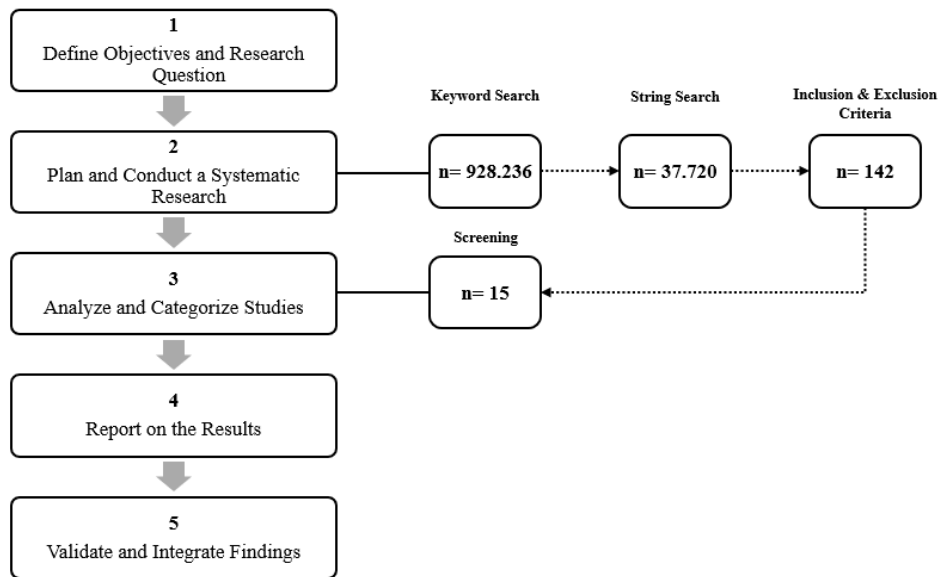 1
Define Objectives and Research
Question
Keyword Search
String Search
Inclusion & Exclusion
Criteria
2
Plan and Conduct a Systematic
Research
n= 928.236
n= 37.720
n= 142
Screening
3
Analyze and Categorize Studies
n= 15
4
Report on the Results
5
Validate and Integrate Findings